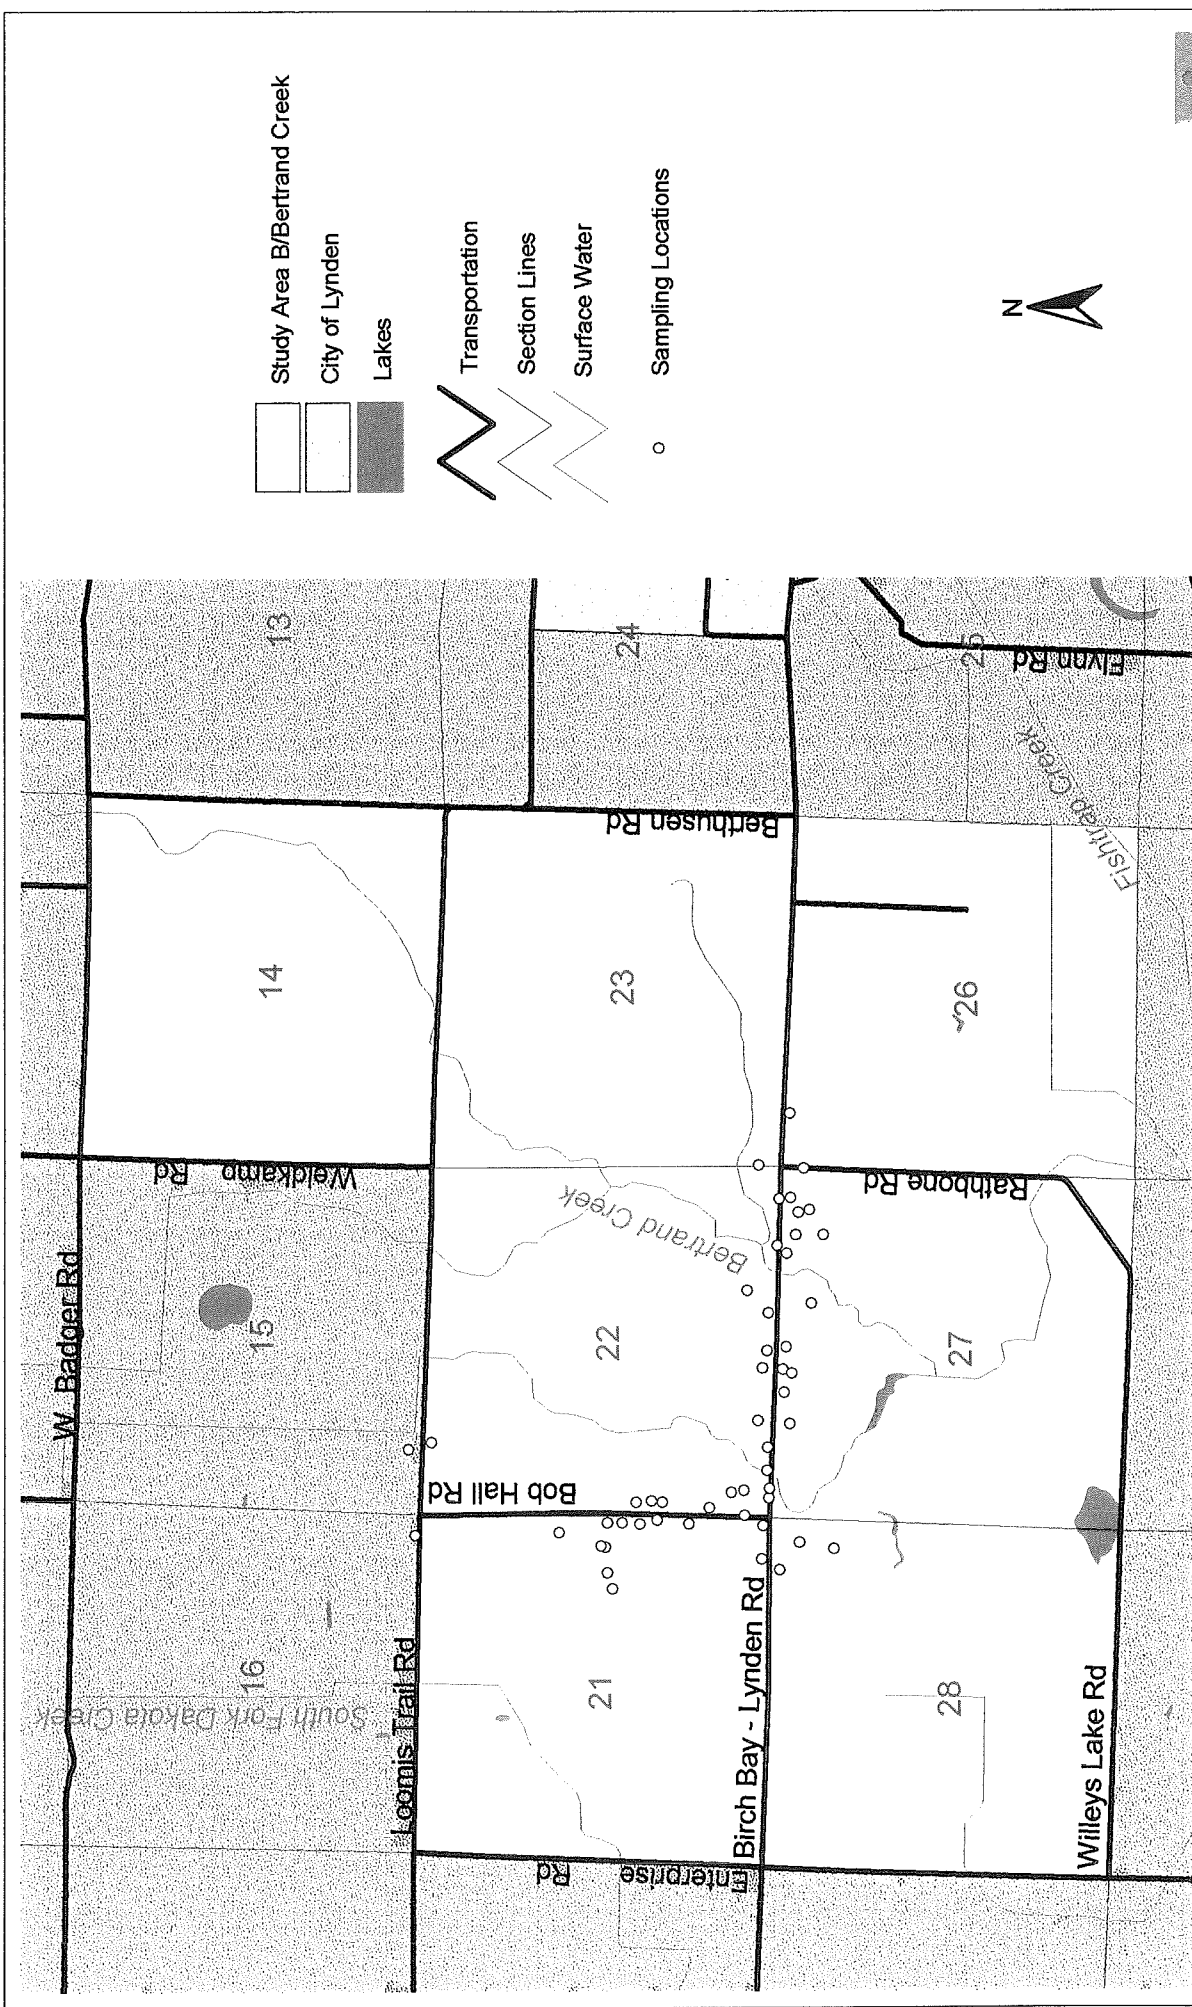 Study Area B/Bertrand Creek
City of Lynden
Lakes
Transportation
Section Lines
Surface Water
Sampling Locations
N
W Badger Rd
13
14
15
16
Weldkamp Rd
South Fork Dakota Creek
Loomis Trail Rd
24
23
22
21
Berthusen Rd
Bertrand Creek
Bob Hall Rd
Enterprise Rd
Birch Bay - Lynden Rd
25
26
27
28
Flynn Rd
Fishtrap Creek
Rathbone Rd
Willeys Lake Rd